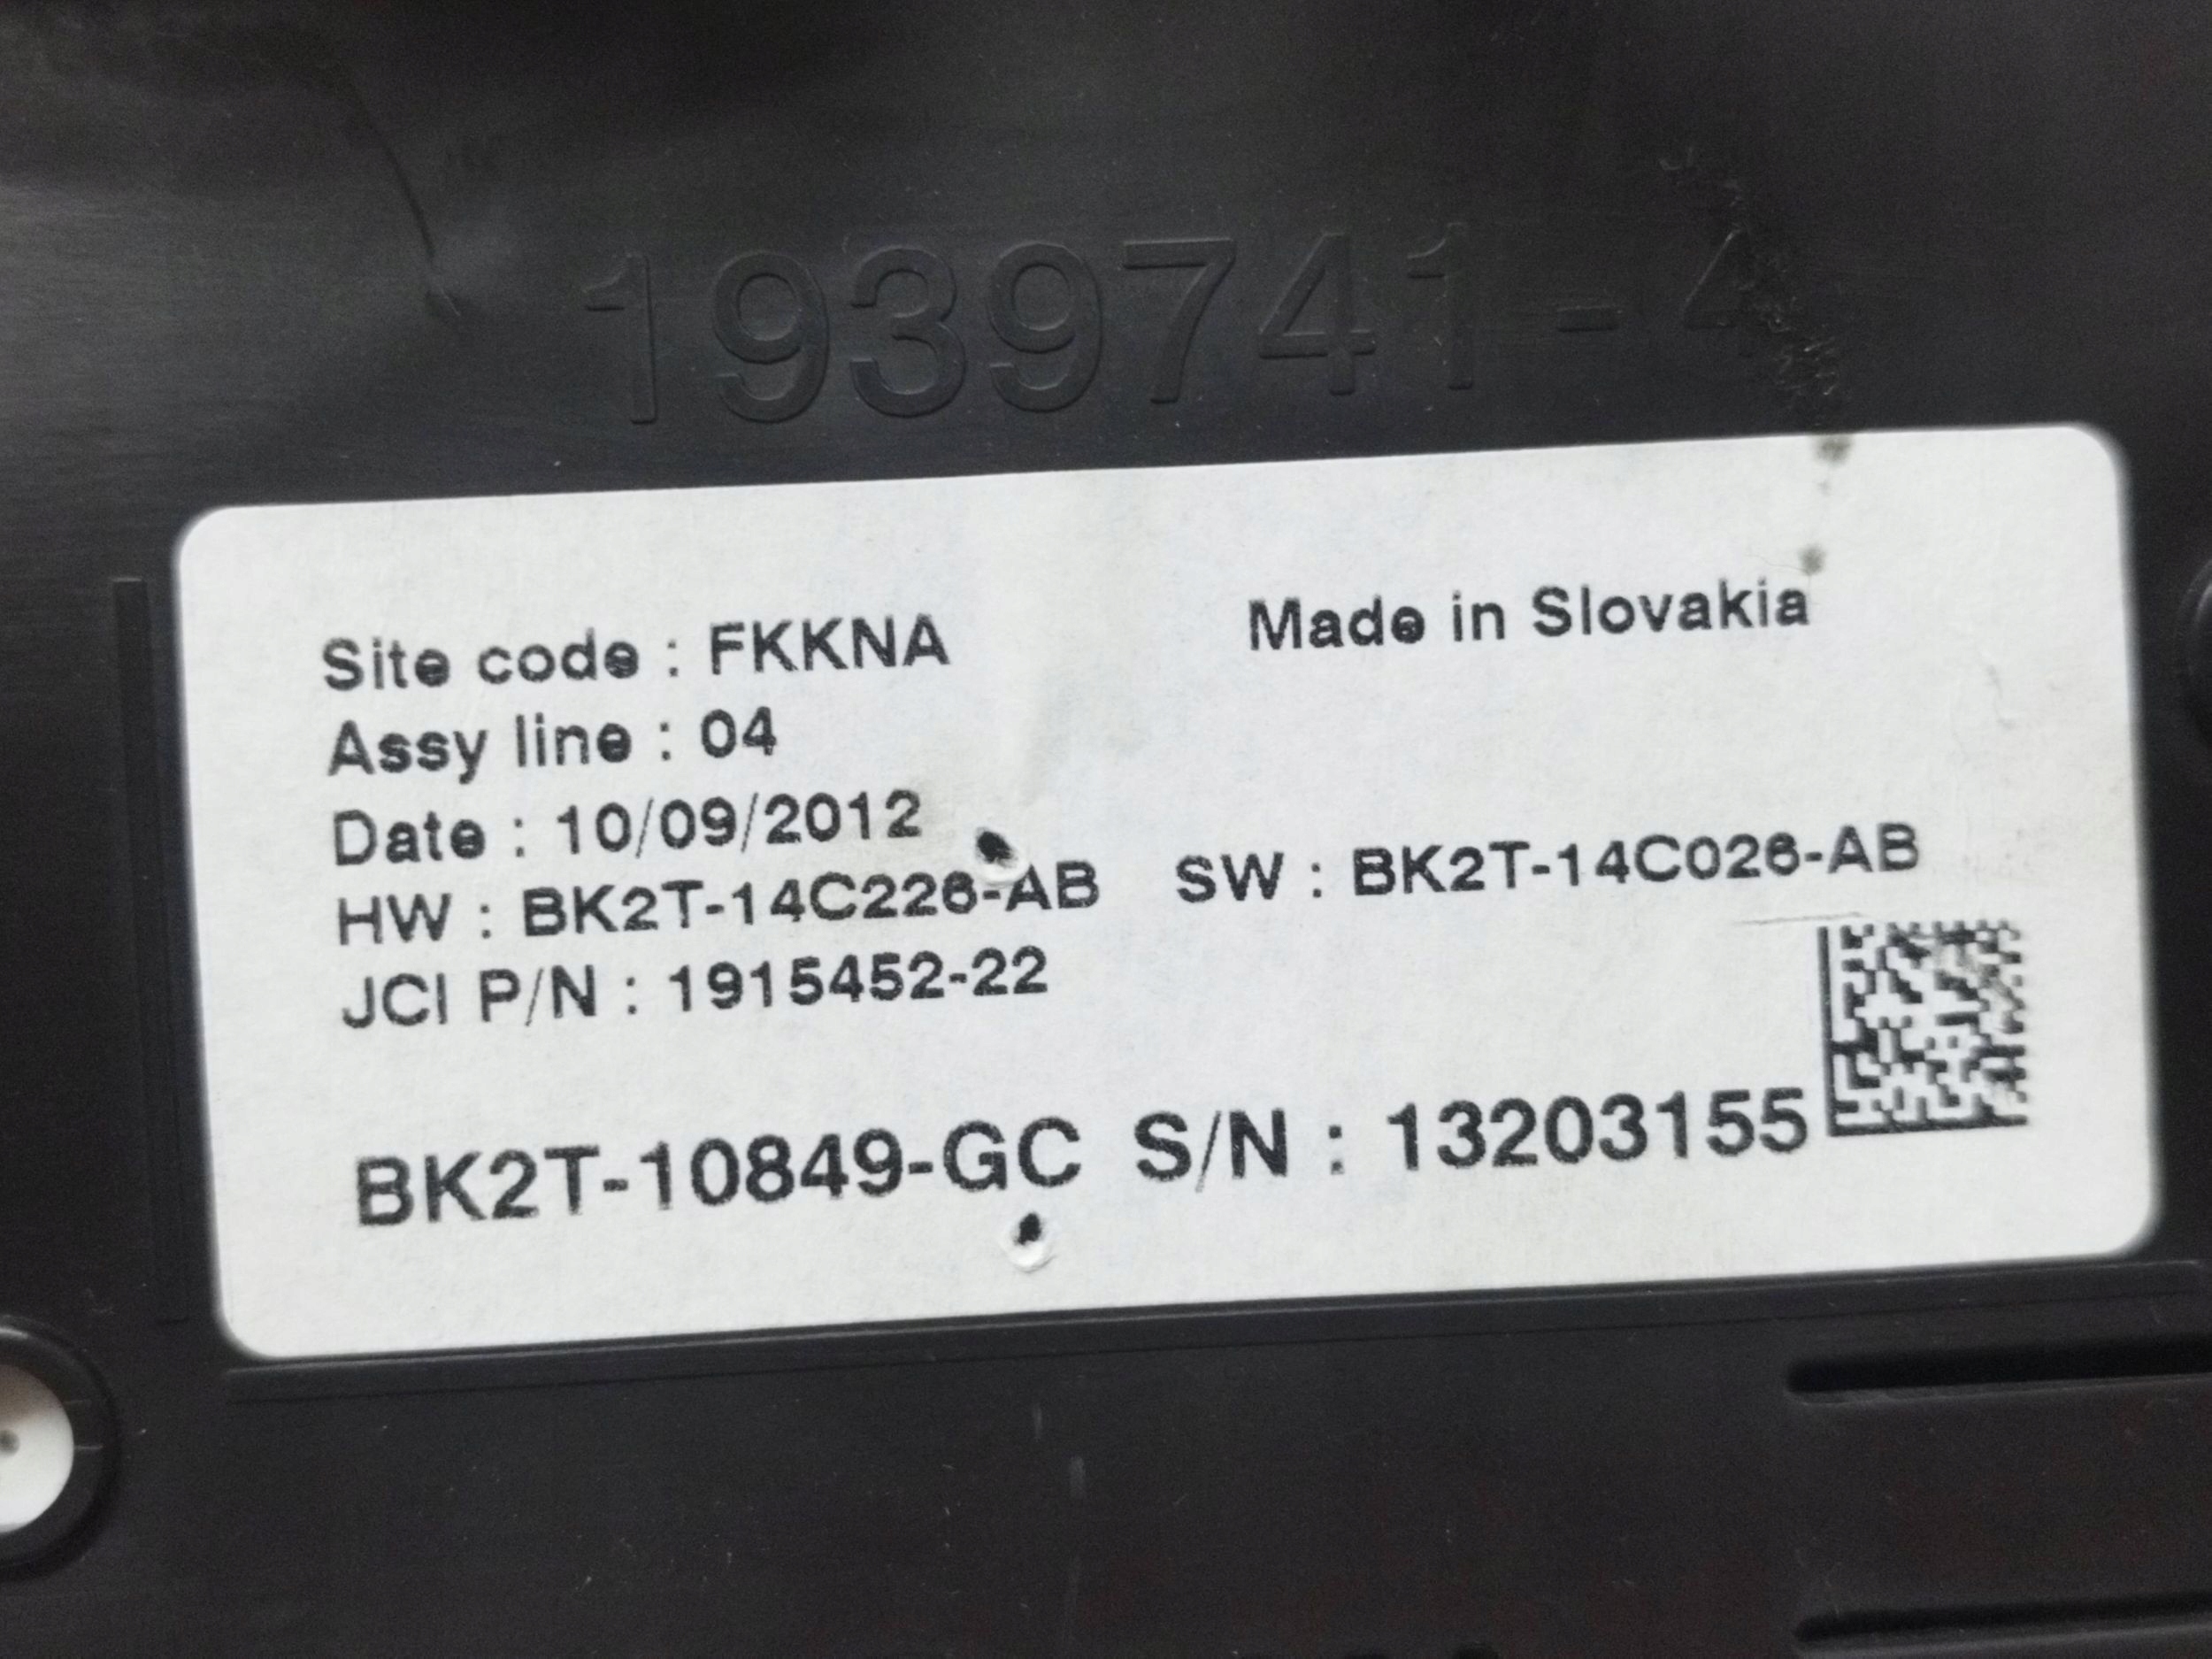 1939741-4
Site code : FKKNA
Made in Slovakia
Assy line : 04
Date : 10/09/2012
HW : BK2T-14C226-AB SW : BK2T-14C026-AB
JCI P/N : 1915452-22
BK2T-10849-GC S/N : 13203155